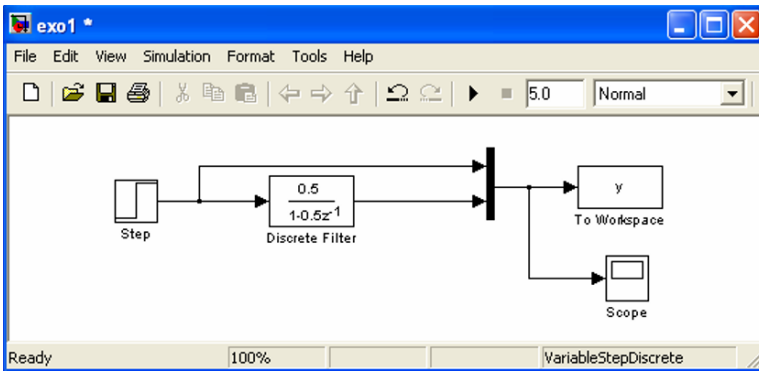 exo1 *
File Edit View Simulation Format Tools Help
5.0 Normal
0.5
1-0.5z-1
Step
Discrete Filter
y
To Workspace
Scope
Ready 100% VariableStepDiscrete